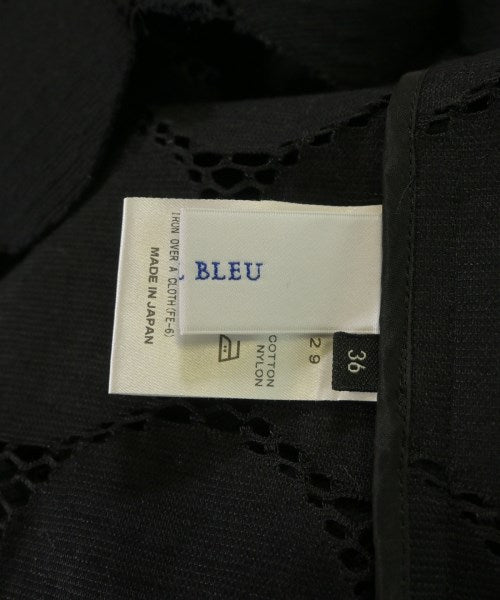 BLEU
IRON OVER A CLOTH(FE-6)
MADE IN JAPAN
COTTON
NYLON
29
36